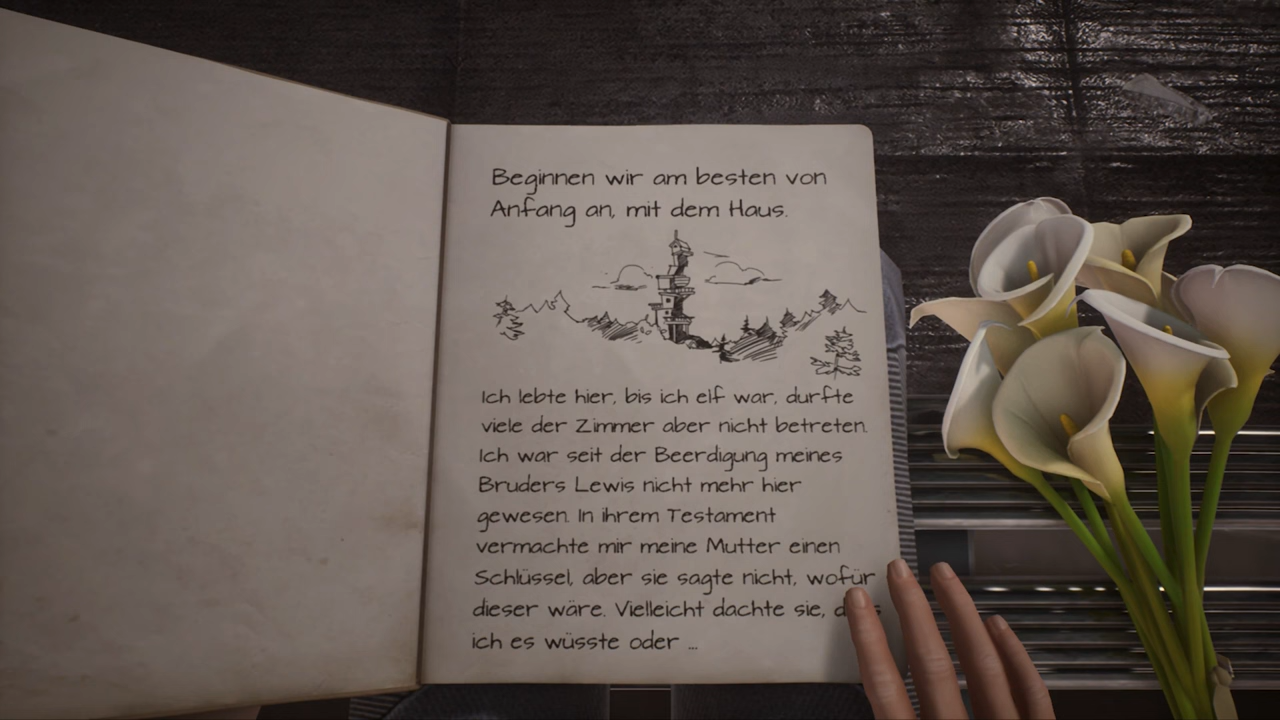 Beginnen wir am besten von
Anfang an, mit dem Haus.
Ich lebte hier, bis ich elf war, durfte
viele der Zimmer aber nicht betreten.
Ich war seit der Beerdigung meines
Bruders Lewis nicht mehr hier
gewesen. In ihrem Testament
vermachte mir meine Mutter einen
Schlüssel, aber sie sagte nicht, wofür
dieser wäre. Vielleicht dachte sie, dass
ich es wüsste oder ...